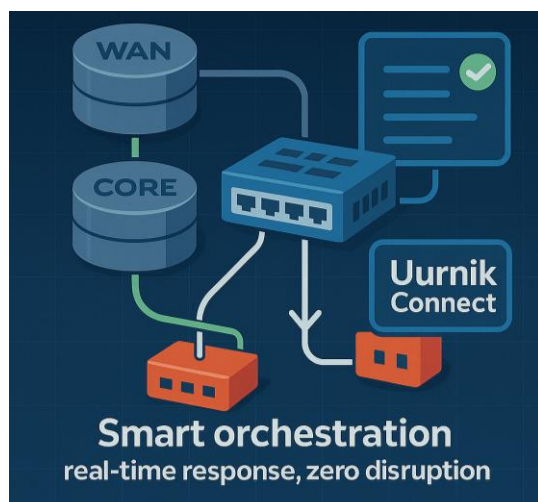 WAN
CORE
Uurnik
Connect
Smart orchestration
real-time response, zero disruption